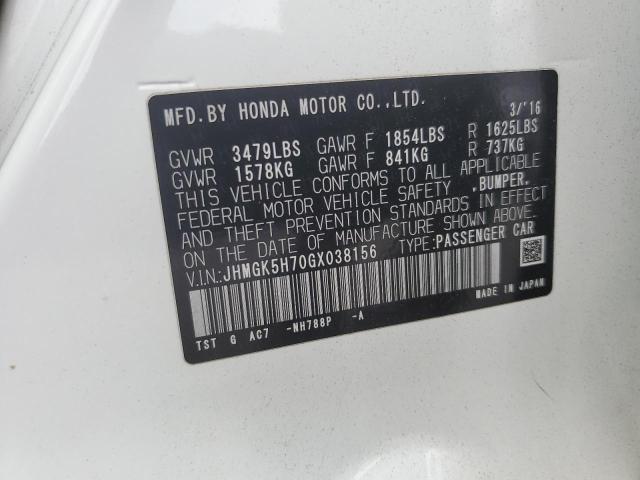 MFD. BY HONDA MOTOR CO., LTD. 3/'16
GVWR 3479LBS GAWR F 1854LBS R 1625LBS
GVWR 1578KG GAWR F 841KG R 737KG
THIS VEHICLE CONFORMS TO ALL APPLICABLE
FEDERAL MOTOR VEHICLE SAFETY ,BUMPER,
AND THEFT PREVENTION STANDARDS IN EFFECT
ON THE DATE OF MANUFACTURE SHOWN ABOVE.
V.I.N.:JHMGK5H70GX038156 TYPE:PASSENGER CAR
TST G AC7 -NH788P -A MADE IN JAPAN